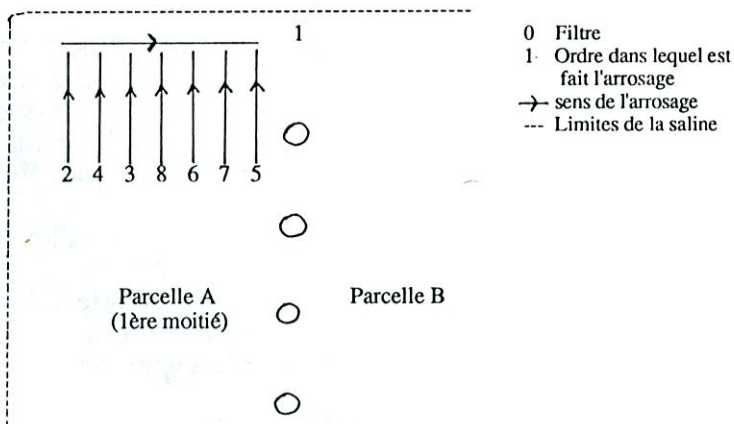 1
2 4 3 8 6 7 5
Parcelle A
(1ère moitié)
Parcelle B
0 Filtre
1 Ordre dans lequel est
fait l'arrosage
sens de l'arrosage
--- Limites de la saline